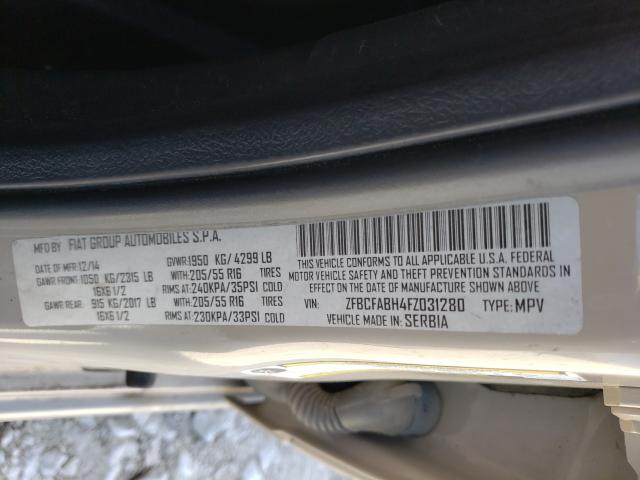 MFD BY FIAT GROUP AUTOMOBILES S.P.A.
DATE OF MFR:12/14 GVWR:1950 KG/4299 LB
GAWR FRONT:1050 KG/2315 LB WITH:205/55 R16 TIRES
16X6 1/2 RIMS AT:240KPA/35PSI COLD
GAWR REAR: 915 KG/2017 LB WITH:205/55 R16 TIRES
16X6 1/2 RIMS AT:230KPA/33PSI COLD
THIS VEHICLE CONFORMS TO ALL APPLICABLE U.S.A. FEDERAL
MOTOR VEHICLE SAFETY AND THEFT PREVENTION STANDARDS IN
EFFECT ON THE DATE OF MANUFACTURE SHOWN ABOVE
VIN: ZFBCFABH4FZ031280 TYPE: MPV
VEHICLE MADE IN: SERBIA